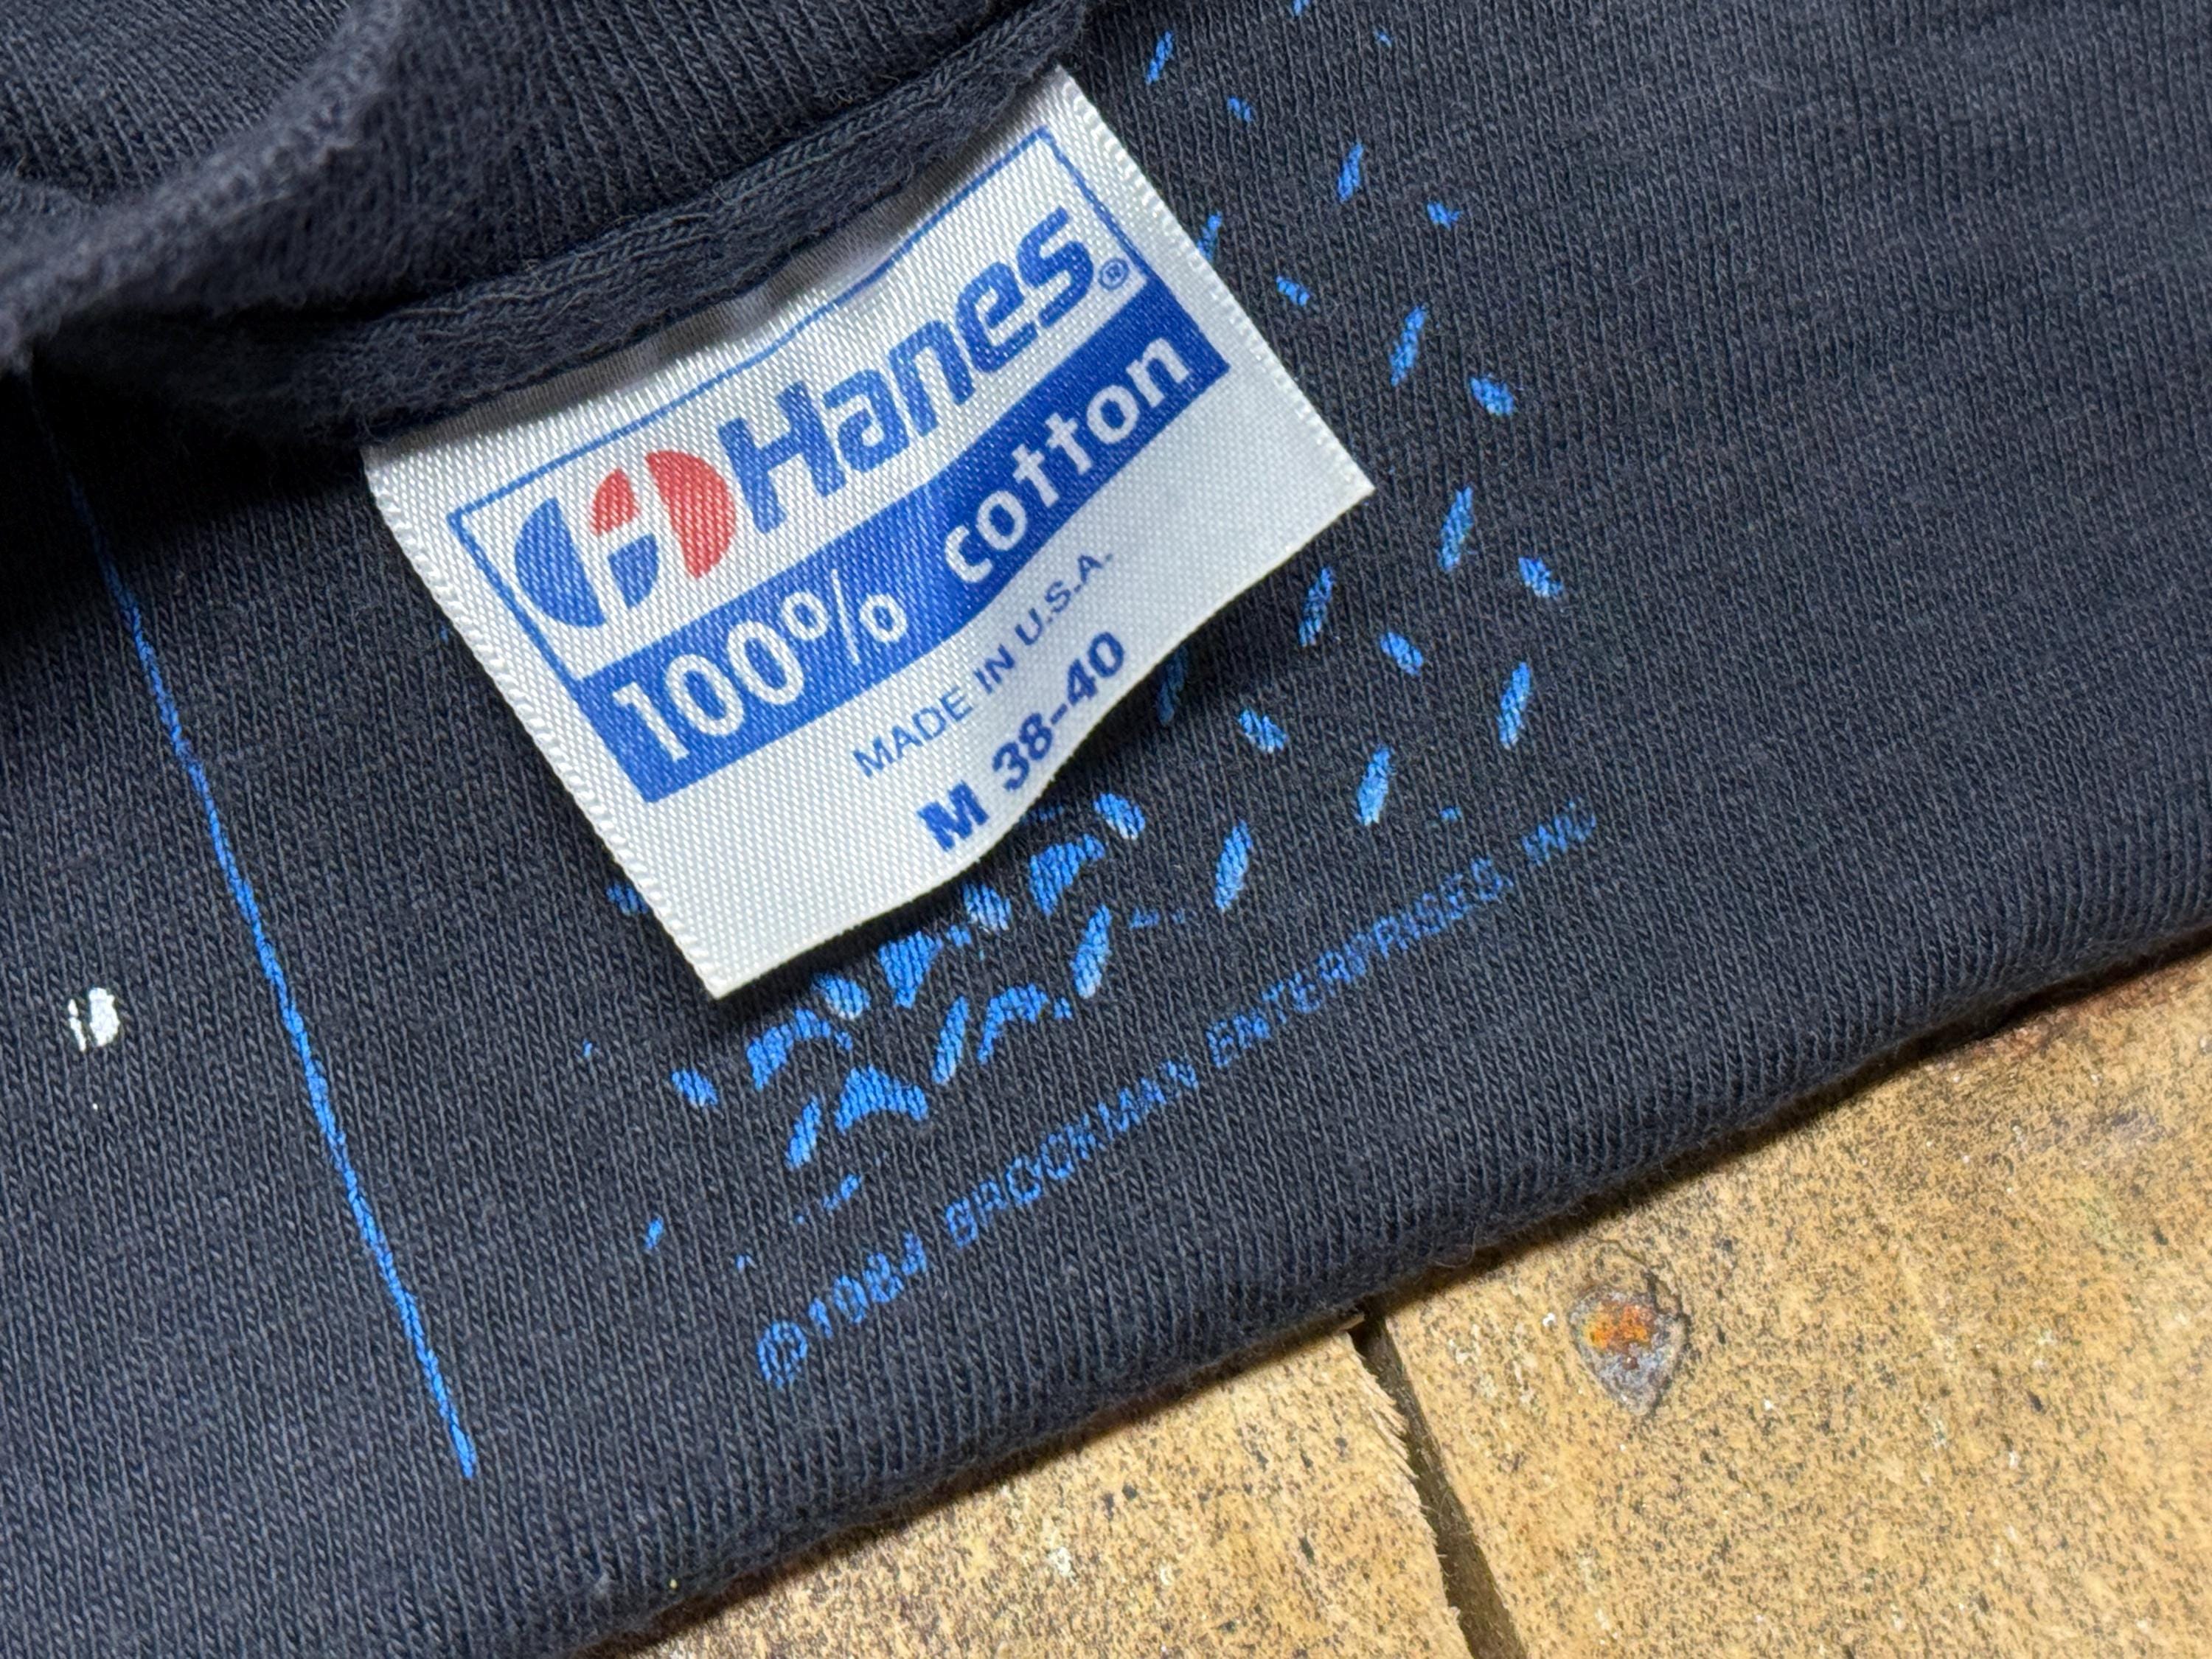 Hanes®
100% cotton
MADE IN U.S.A.
M 38-40
©1984 BROCKMAN ENTERPRISES, INC